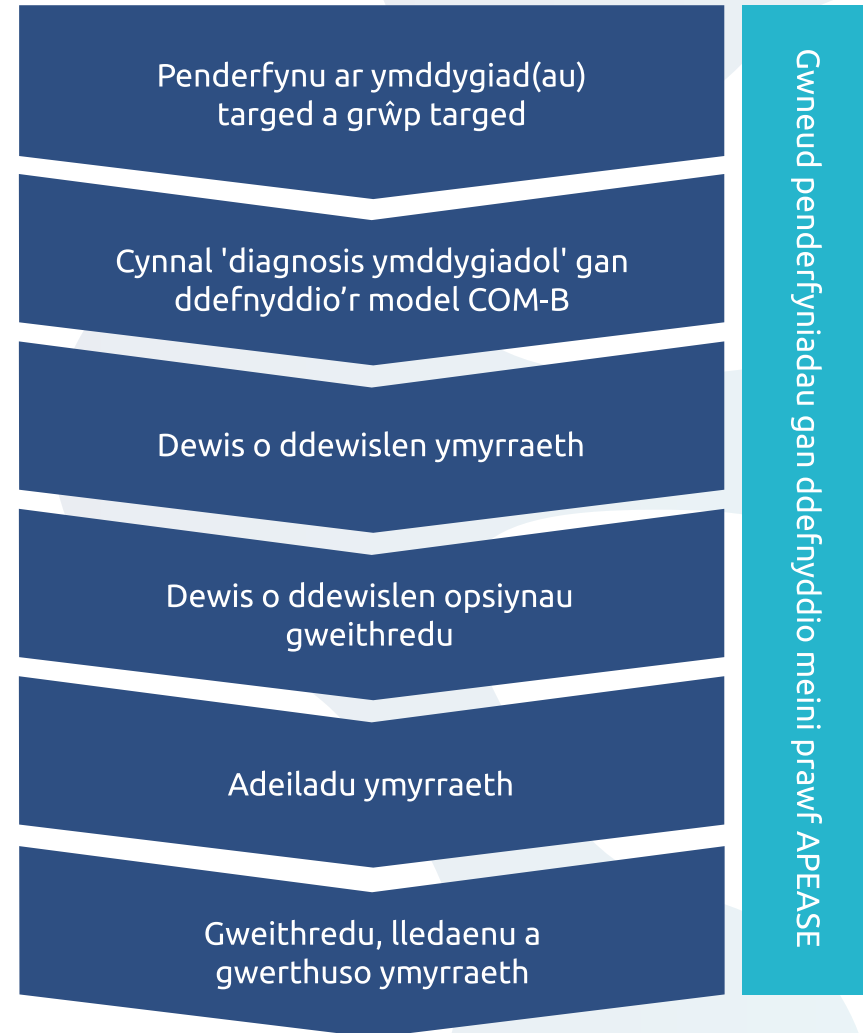 Penderfynu ar ymddygiad(au)
targed a grŵp targed
Cynnal 'diagnosis ymddygiadol' gan
ddefnyddio’r model COM-B
Dewis o ddewislen ymyrraeth
Dewis o ddewislen opsiynau
gweithredu
Adeiladu ymyrraeth
Gweithredu, lledaenu a
gwerthuso ymyrraeth
Gwneud penderfyniadau gan ddefnyddio meini prawf APEASE